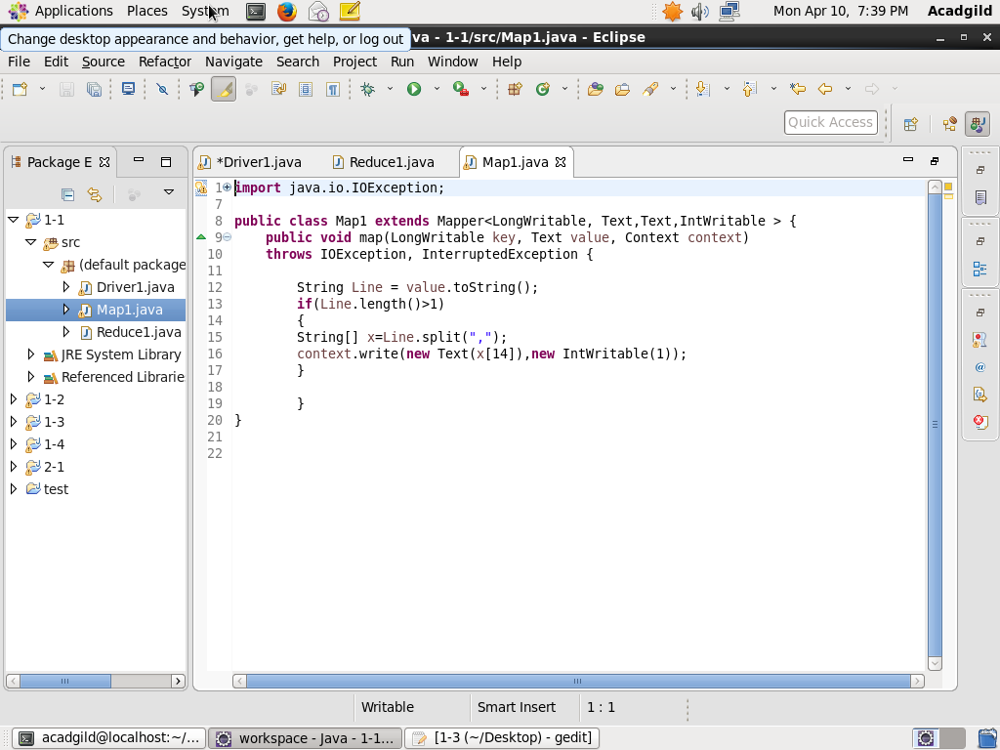 Applications Places System Mon Apr 10, 7:39 PM Acadgild
Change desktop appearance and behavior, get help, or log out
va - 1-1/src/Map1.java - Eclipse
File Edit Source Refactor Navigate Search Project Run Window Help
Quick Access
Package E
*Driver1.java Reduce1.java Map1.java
1-1
src
(default package
Driver1.java
Map1.java
Reduce1.java
JRE System Library
Referenced Librarie
1-2
1-3
1-4
2-1
test
1 import java.io.IOException;
7
8 public class Map1 extends Mapper<LongWritable, Text,Text,IntWritable > {
9 public void map(LongWritable key, Text value, Context context)
10 throws IOException, InterruptedException {
11
12 String Line = value.toString();
13 if(Line.length()>1)
14 {
15 String[] x=Line.split(",");
16 context.write(new Text(x[14]),new IntWritable(1));
17 }
18
19 }
20 }
21
22
Writable Smart Insert 1 : 1
acadgild@localhost:~/... workspace - Java - 1-1... [1-3 (~/Desktop) - gedit]